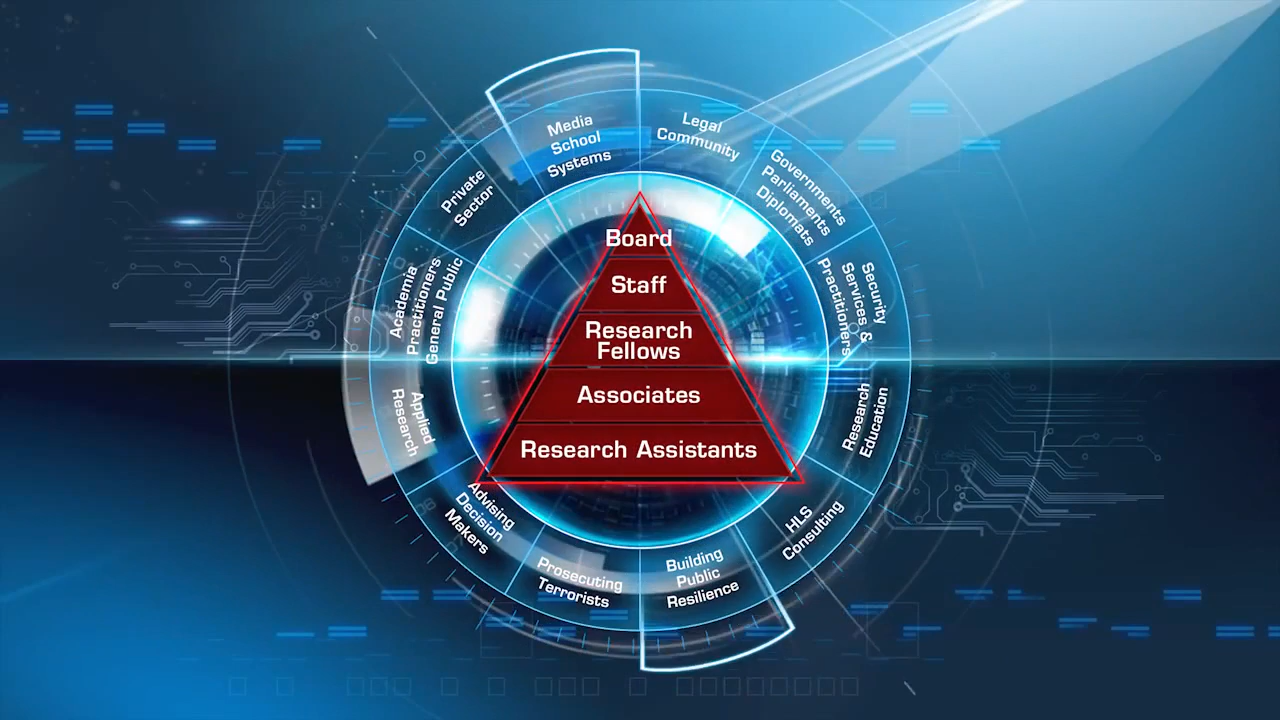 Board
Staff
Research
Fellows
Associates
Research Assistants
Media
School
Systems
Legal
Community
Governments
Parliaments
Diplomats
Security
Services &
Practitioners
Research
Education
HLS
Consulting
Building
Public
Resilience
Prosecuting
Terrorists
Advising
Decision
Makers
Applied
Research
Academia
Practitioners
General Public
Private
Sector